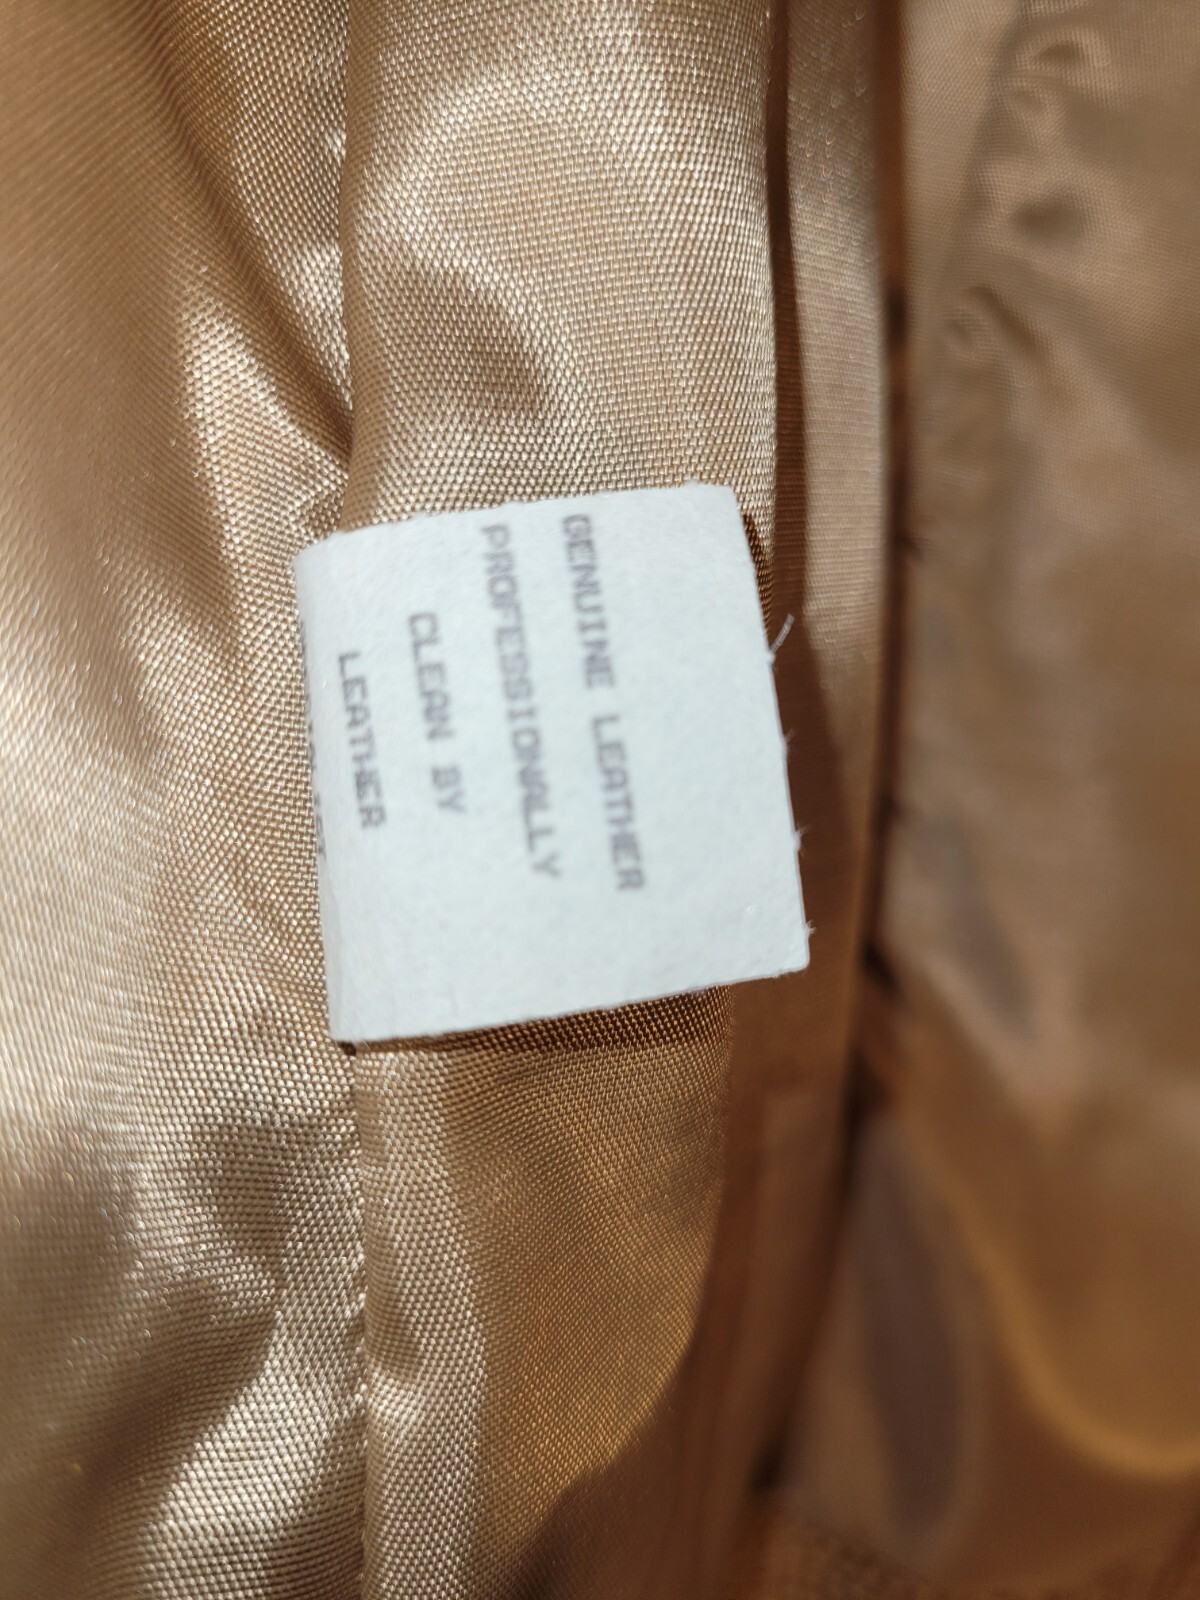 GENUINE LEATHER
PROFESSIONALLY
CLEAN BY
LEATHER